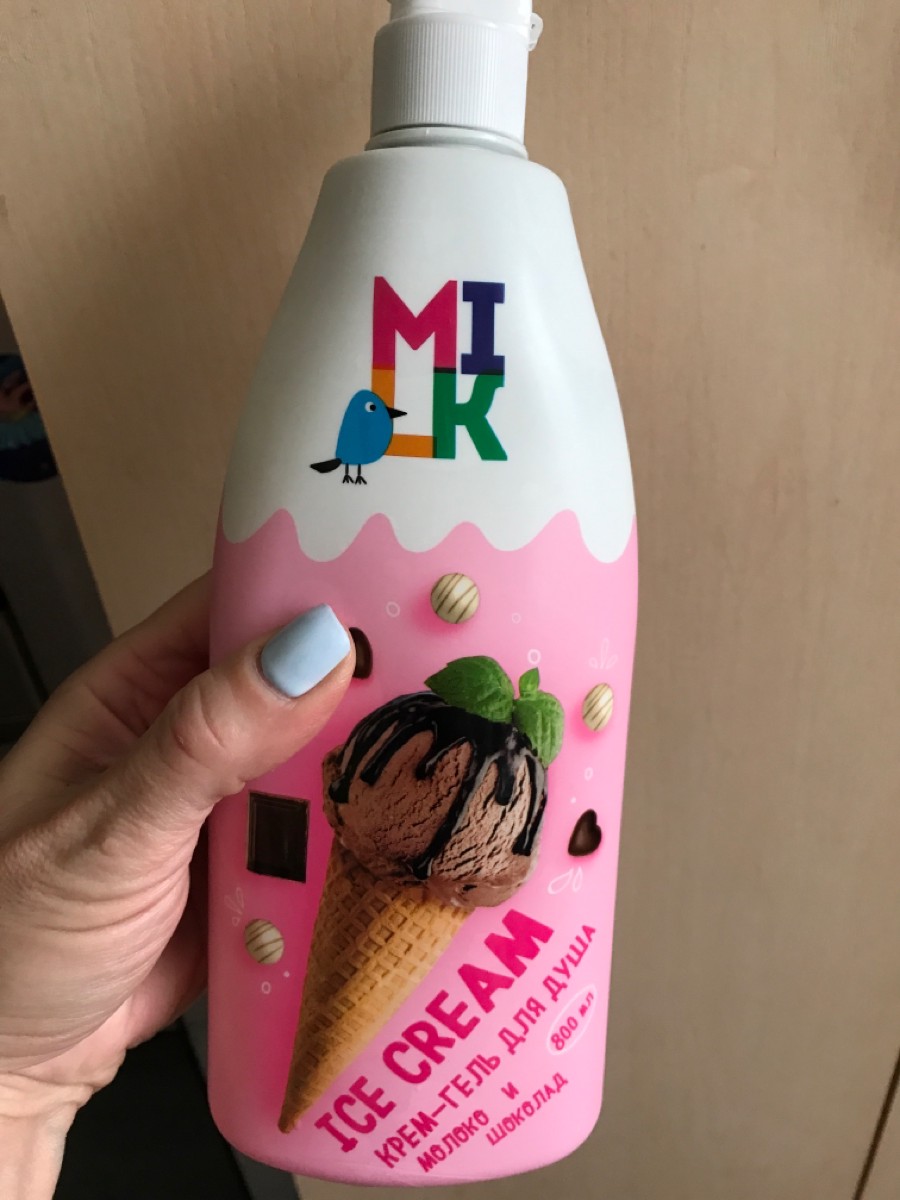 MILK
ICE CREAM
КРЕМ-ГЕЛЬ ДЛЯ ДУША
МОЛОКО И
ШОКОЛАД
800 мл